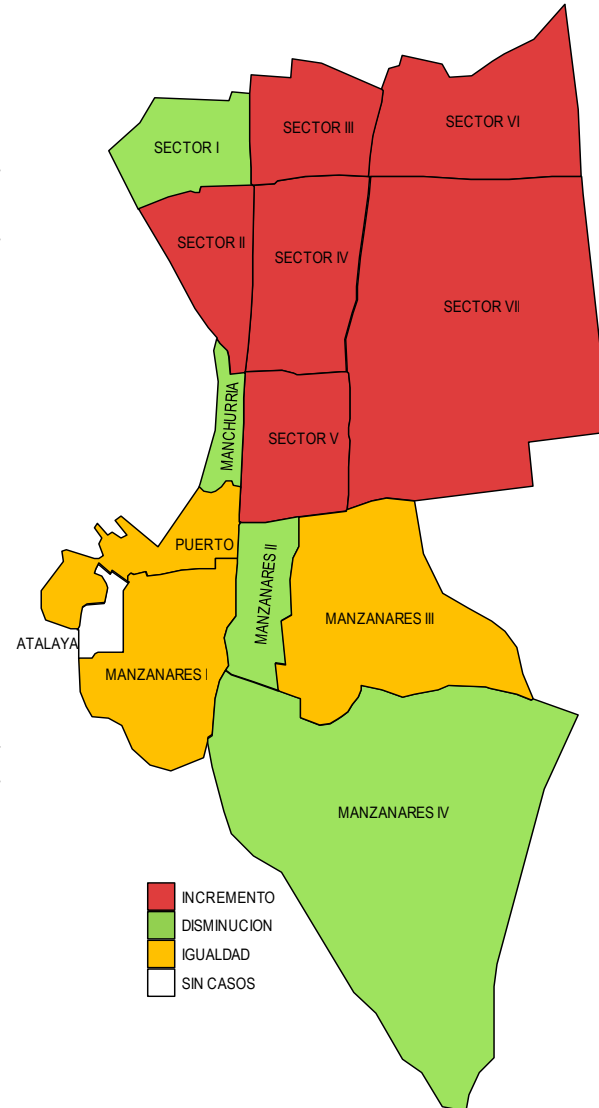 SECTOR VI
SECTOR III
SECTOR I
SECTOR II
SECTOR IV
SECTOR VII
MANCHURRIA
SECTOR V
PUERTO
MANZANARES II
MANZANARES III
ATALAYA
MANZANARES I
MANZANARES IV
INCREMENTO
DISMINUCION
IGUALDAD
SIN CASOS